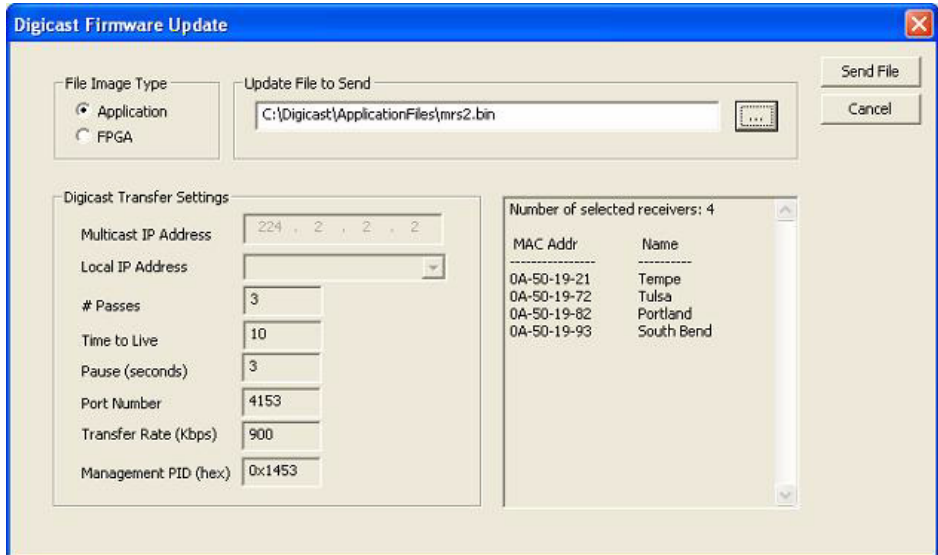 Digicast Firmware Update
File Image Type
Application
FPGA
Update File to Send
C:\Digicast\ApplicationFiles\mrs2.bin
...
Send File
Cancel
Digicast Transfer Settings
Multicast IP Address 224 . 2 . 2 . 2
Local IP Address
# Passes 3
Time to Live 10
Pause (seconds) 3
Port Number 4153
Transfer Rate (Kbps) 900
Management PID (hex) 0x1453
Number of selected receivers: 4
MAC Addr Name
---------------- ----------
0A-50-19-21 Tempe
0A-50-19-72 Tulsa
0A-50-19-82 Portland
0A-50-19-93 South Bend